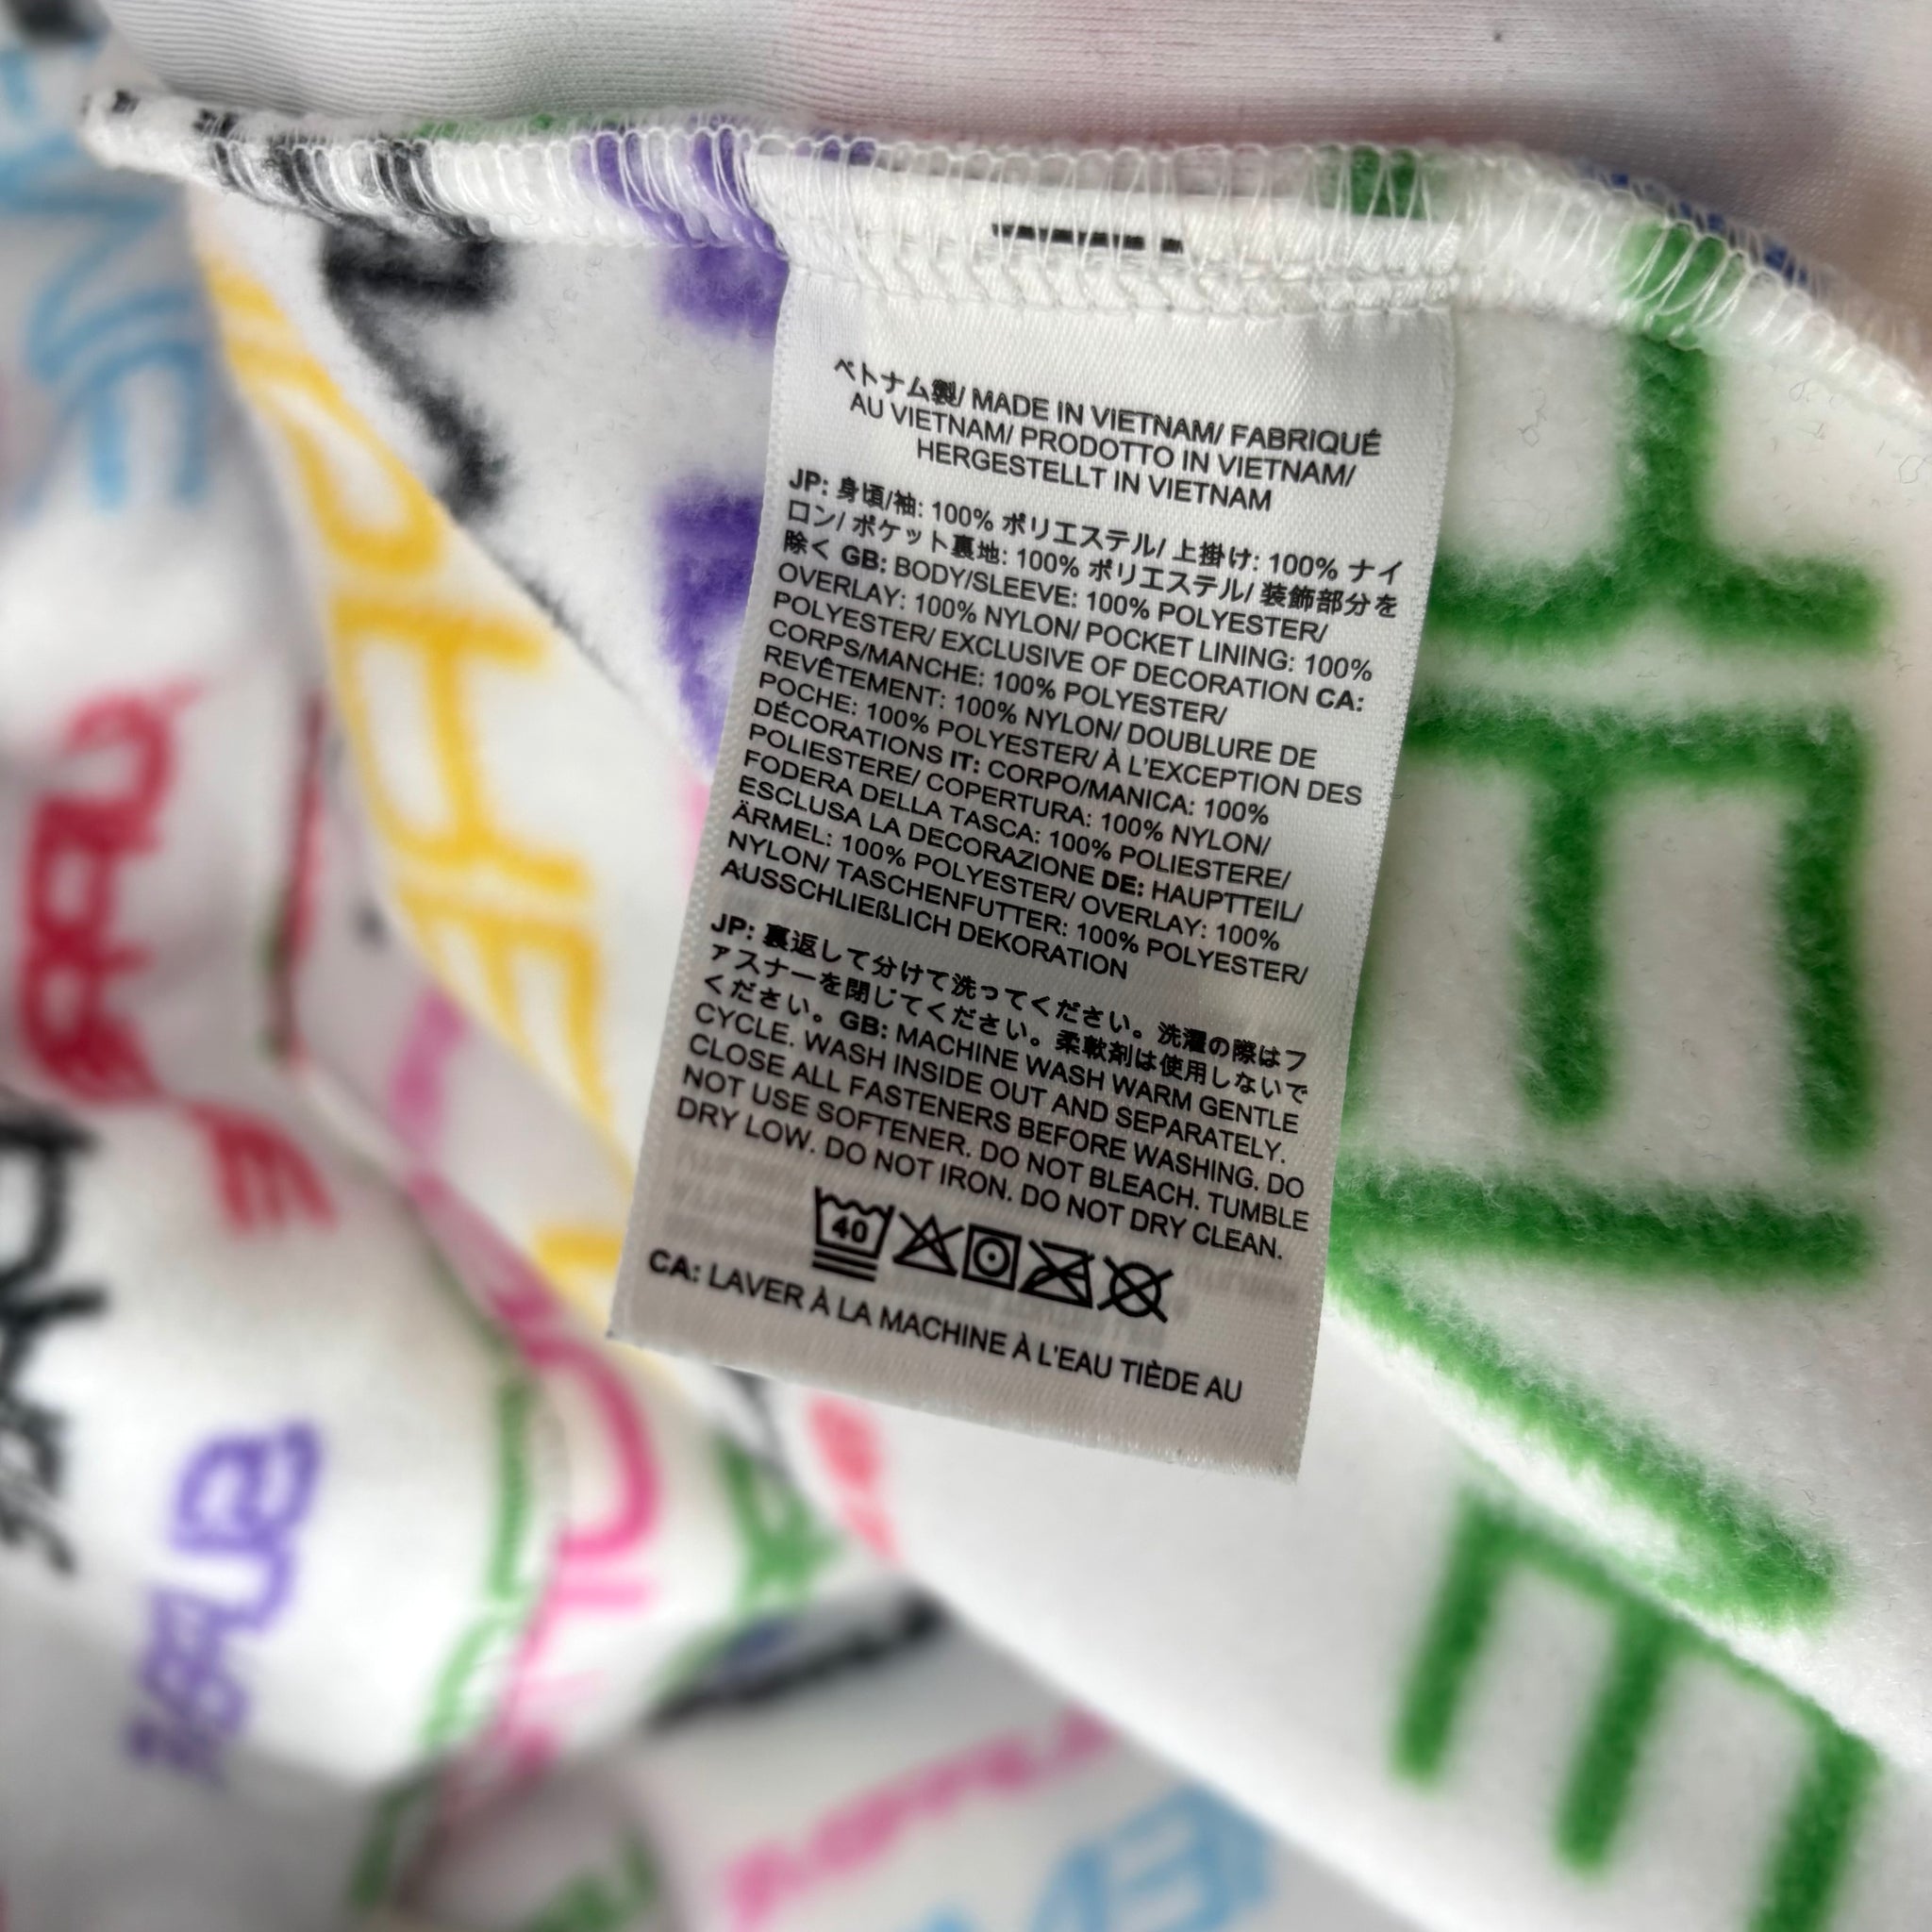 ベトナム製/ MADE IN VIETNAM/ FABRIQUÉ
AU VIETNAM/ PRODOTTO IN VIETNAM/
HERGESTELLT IN VIETNAM
JP: 身頃/袖: 100% ポリエステル/ 上掛け: 100% ナイ
ロン/ ポケット裏地: 100% ポリエステル/ 装飾部分を
除く GB: BODY/SLEEVE: 100% POLYESTER/
OVERLAY: 100% NYLON/ POCKET LINING: 100%
POLYESTER/ EXCLUSIVE OF DECORATION CA:
CORPS/MANCHE: 100% POLYESTER/
REVÊTEMENT: 100% NYLON/ DOUBLURE DE
POCHE: 100% POLYESTER/ À L'EXCEPTION DES
DÉCORATIONS IT: CORPO/MANICA: 100%
POLIESTERE/ COPERTURA: 100% NYLON/
FODERA DELLA TASCA: 100% POLIESTERE/
ESCLUSA LA DECORAZIONE DE: HAUPTTEIL/
ÄRMEL: 100% POLYESTER/ OVERLAY: 100%
NYLON/ TASCHENFUTTER: 100% POLYESTER/
AUSSCHLIEßLICH DEKORATION
JP: 裏返して分けて洗ってください。洗濯の際はフ
ァスナーを閉じてください。柔軟剤は使用しないで
ください。GB: MACHINE WASH WARM GENTLE
CYCLE. WASH INSIDE OUT AND SEPARATELY.
CLOSE ALL FASTENERS BEFORE WASHING. DO
NOT USE SOFTENER. DO NOT BLEACH. TUMBLE
DRY LOW. DO NOT IRON. DO NOT DRY CLEAN.
40
CA: LAVER À LA MACHINE À L'EAU TIÈDE AU